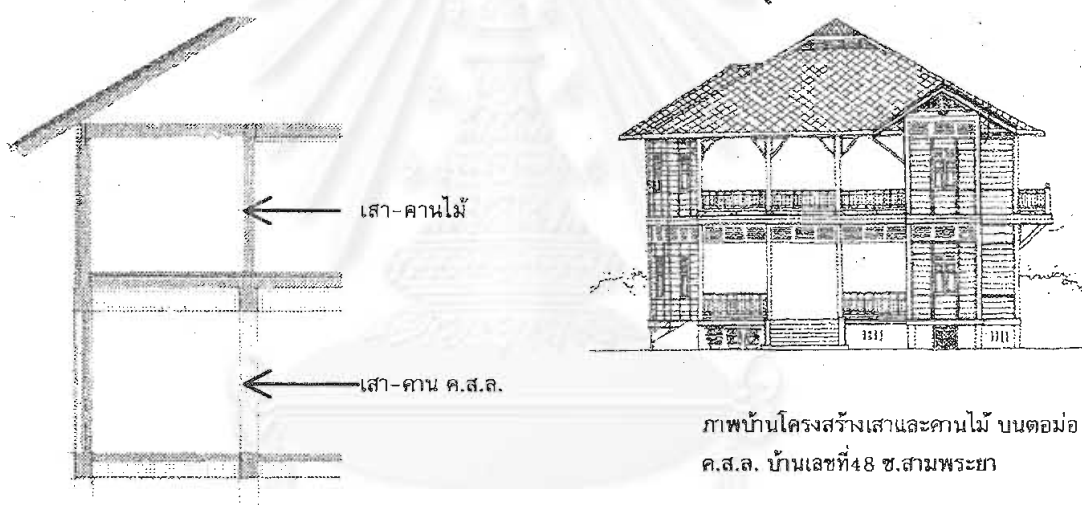 เสา-คานไม้
เสา-คาน ค.ส.ล.
ภาพบ้านโครงสร้างเสาและคานไม้ บนตอม่อ
ค.ส.ล. บ้านเลขที่48 ซ.สามพระยา